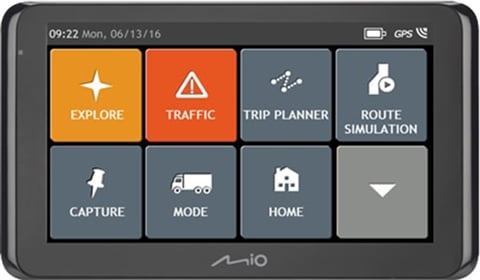 09:22 Mon, 06/13/16 GPS
EXPLORE
TRAFFIC
TRIP PLANNER
ROUTE
SIMULATION
CAPTURE
MODE
HOME
MIO